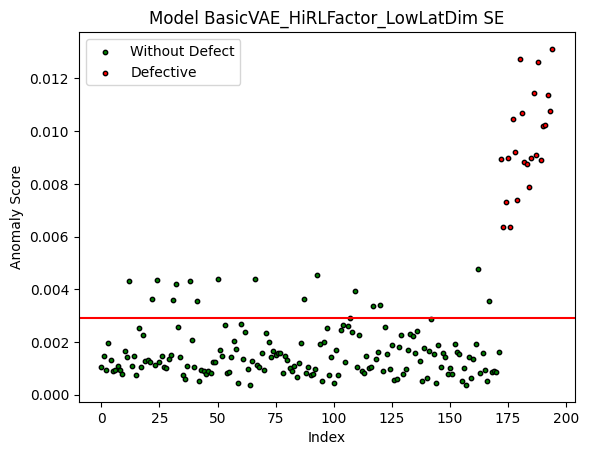 Model BasicVAE_HiRLFactor_LowLatDim SE
Without Defect
Defective
0.012
0.010
0.008
0.006
0.004
0.002
0.000
Anomaly Score
0 25 50 75 100 125 150 175 200
Index